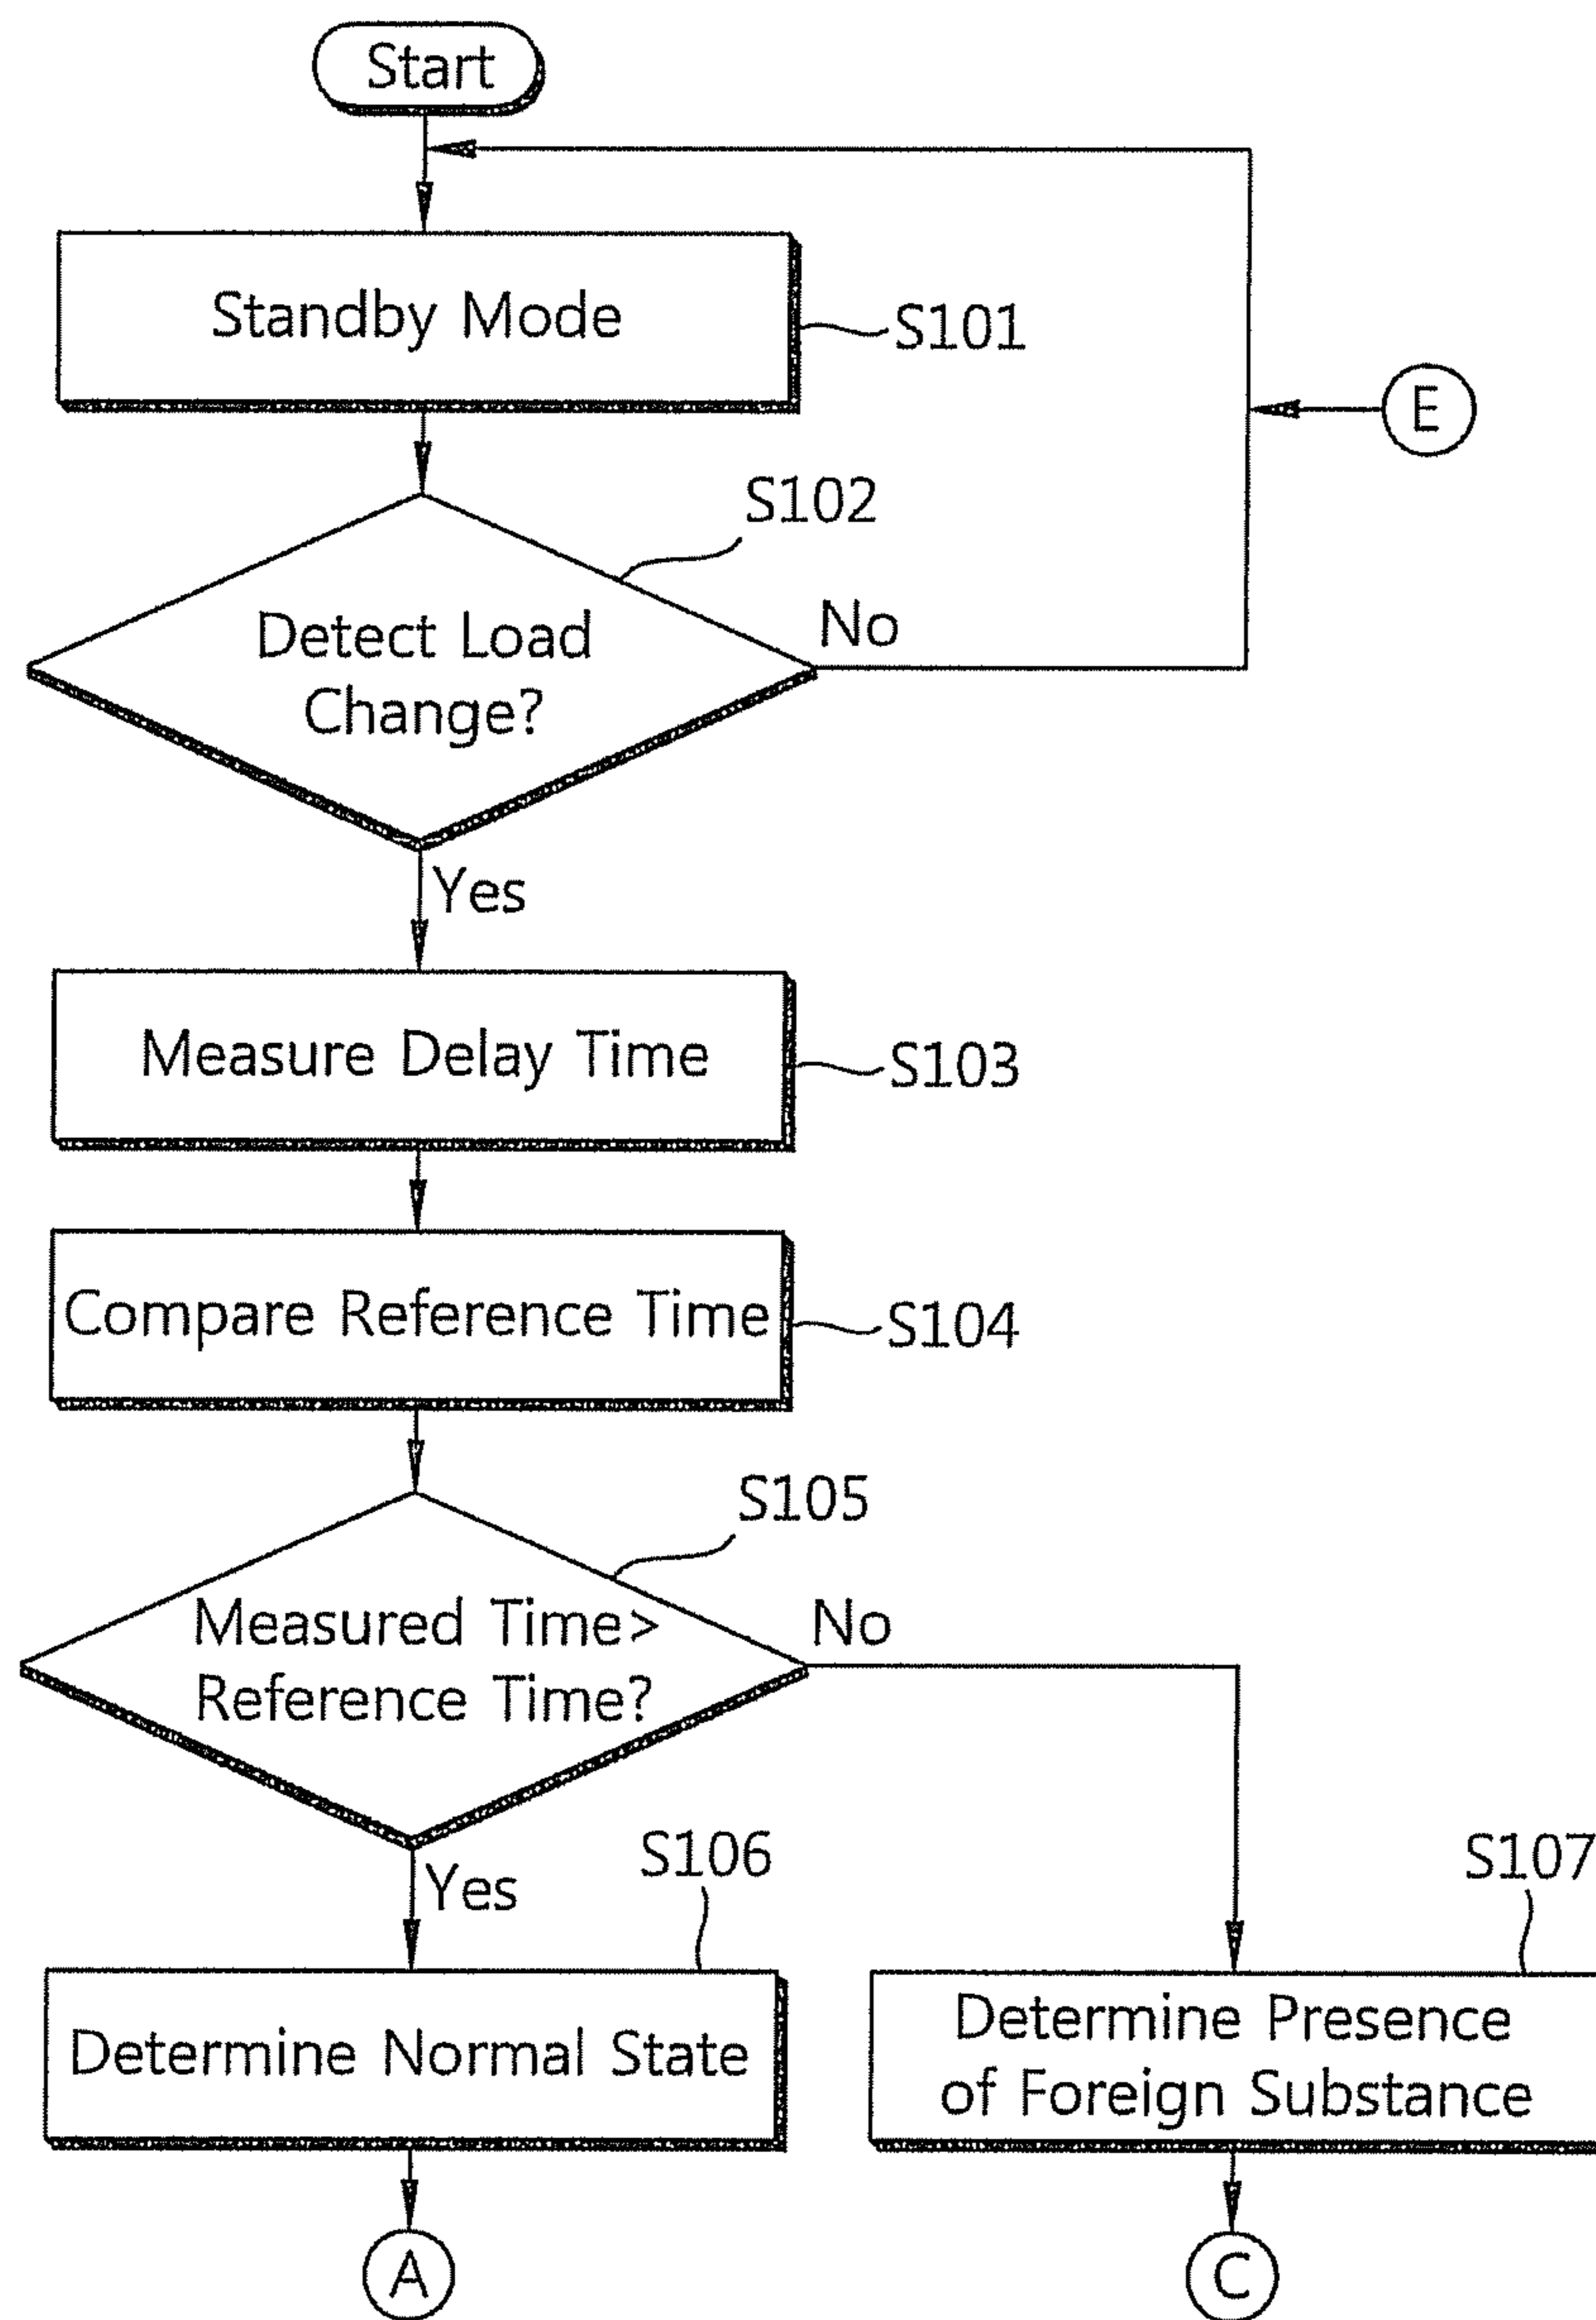 Start
Standby Mode
S101
E
S102
Detect Load
Change?
No
Yes
Measure Delay Time
S103
Compare Reference Time
S104
S105
Measured Time>
Reference Time?
No
Yes
S106
S107
Determine Normal State
Determine Presence
of Foreign Substance
A
C